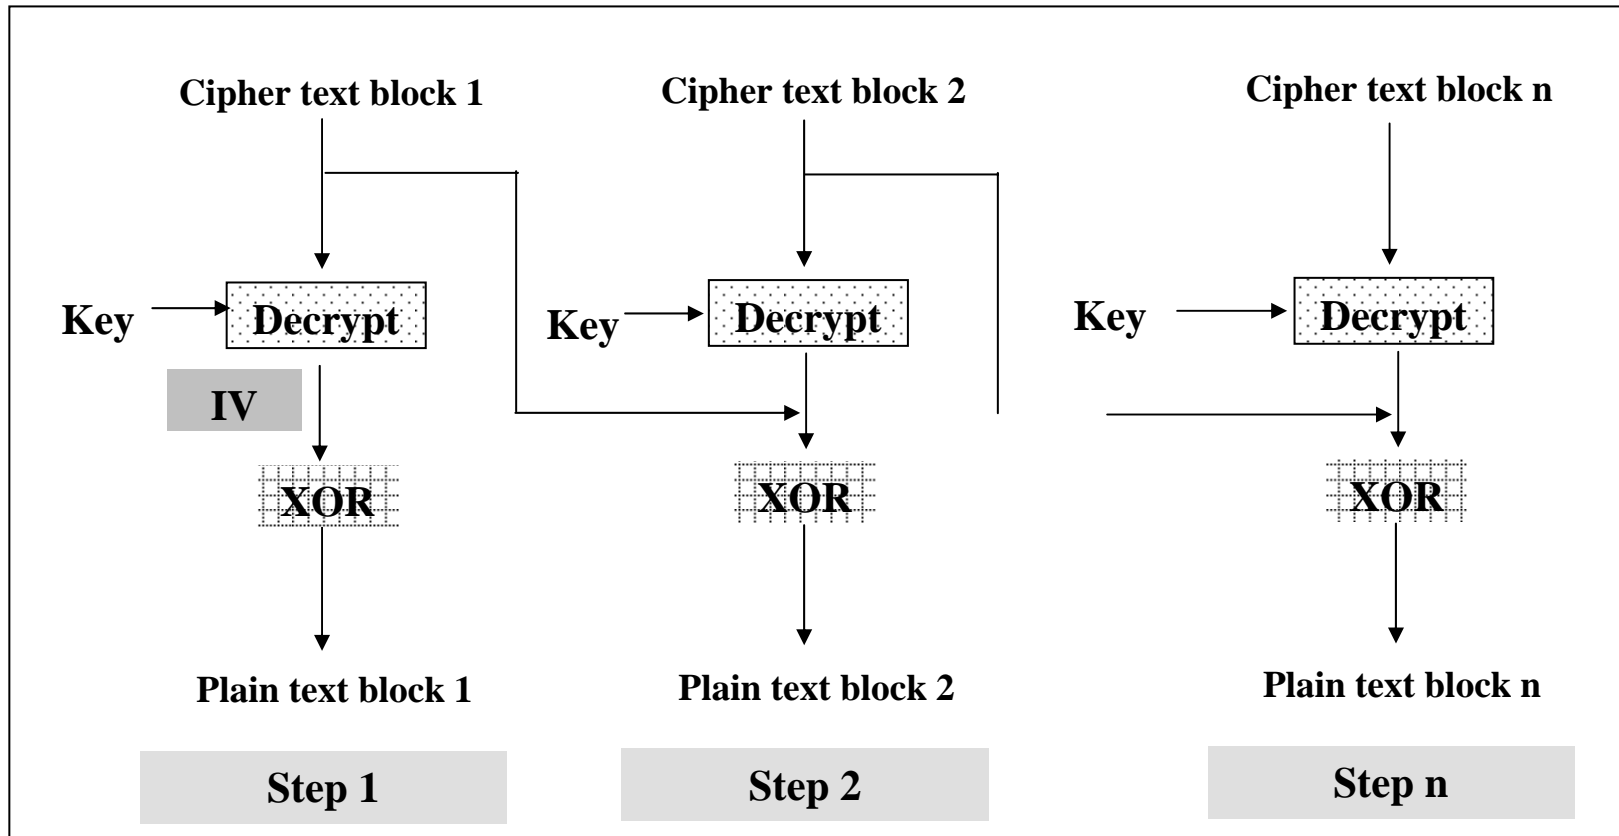 Cipher text block 1
Cipher text block 2
Cipher text block n
Key
Decrypt
Key
Decrypt
Key
Decrypt
IV
XOR
XOR
XOR
Plain text block 1
Plain text block 2
Plain text block n
Step 1
Step 2
Step n